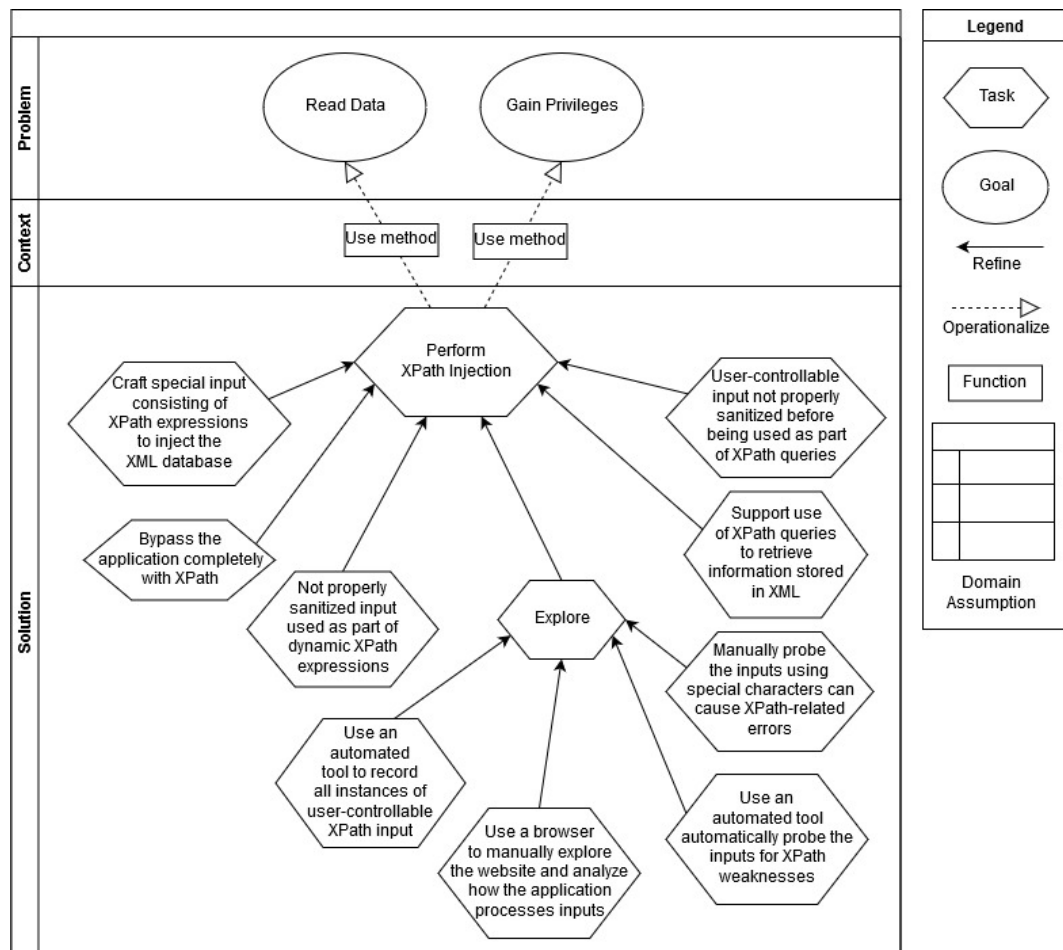 Problem
Read Data
Gain Privileges
Context
Use method
Use method
Solution
Perform
XPath Injection
Craft special input
consisting of
XPath expressions
to inject the
XML database
User-controllable
input not properly
sanitized before
being used as part
of XPath queries
Bypass the
application completely
with XPath
Support use
of XPath queries
to retrieve
information stored
in XML
Not properly
sanitized input
used as part of
dynamic XPath
expressions
Explore
Manually probe
the inputs using
special characters can
cause XPath-related
errors
Use an
automated
tool to record
all instances of
user-controllable
XPath input
Use a browser
to manually explore
the website and analyze
how the application
processes inputs
Use an
automated tool
automatically probe the
inputs for XPath
weaknesses
Legend
Task
Goal
Refine
Operationalize
Function
Domain
Assumption